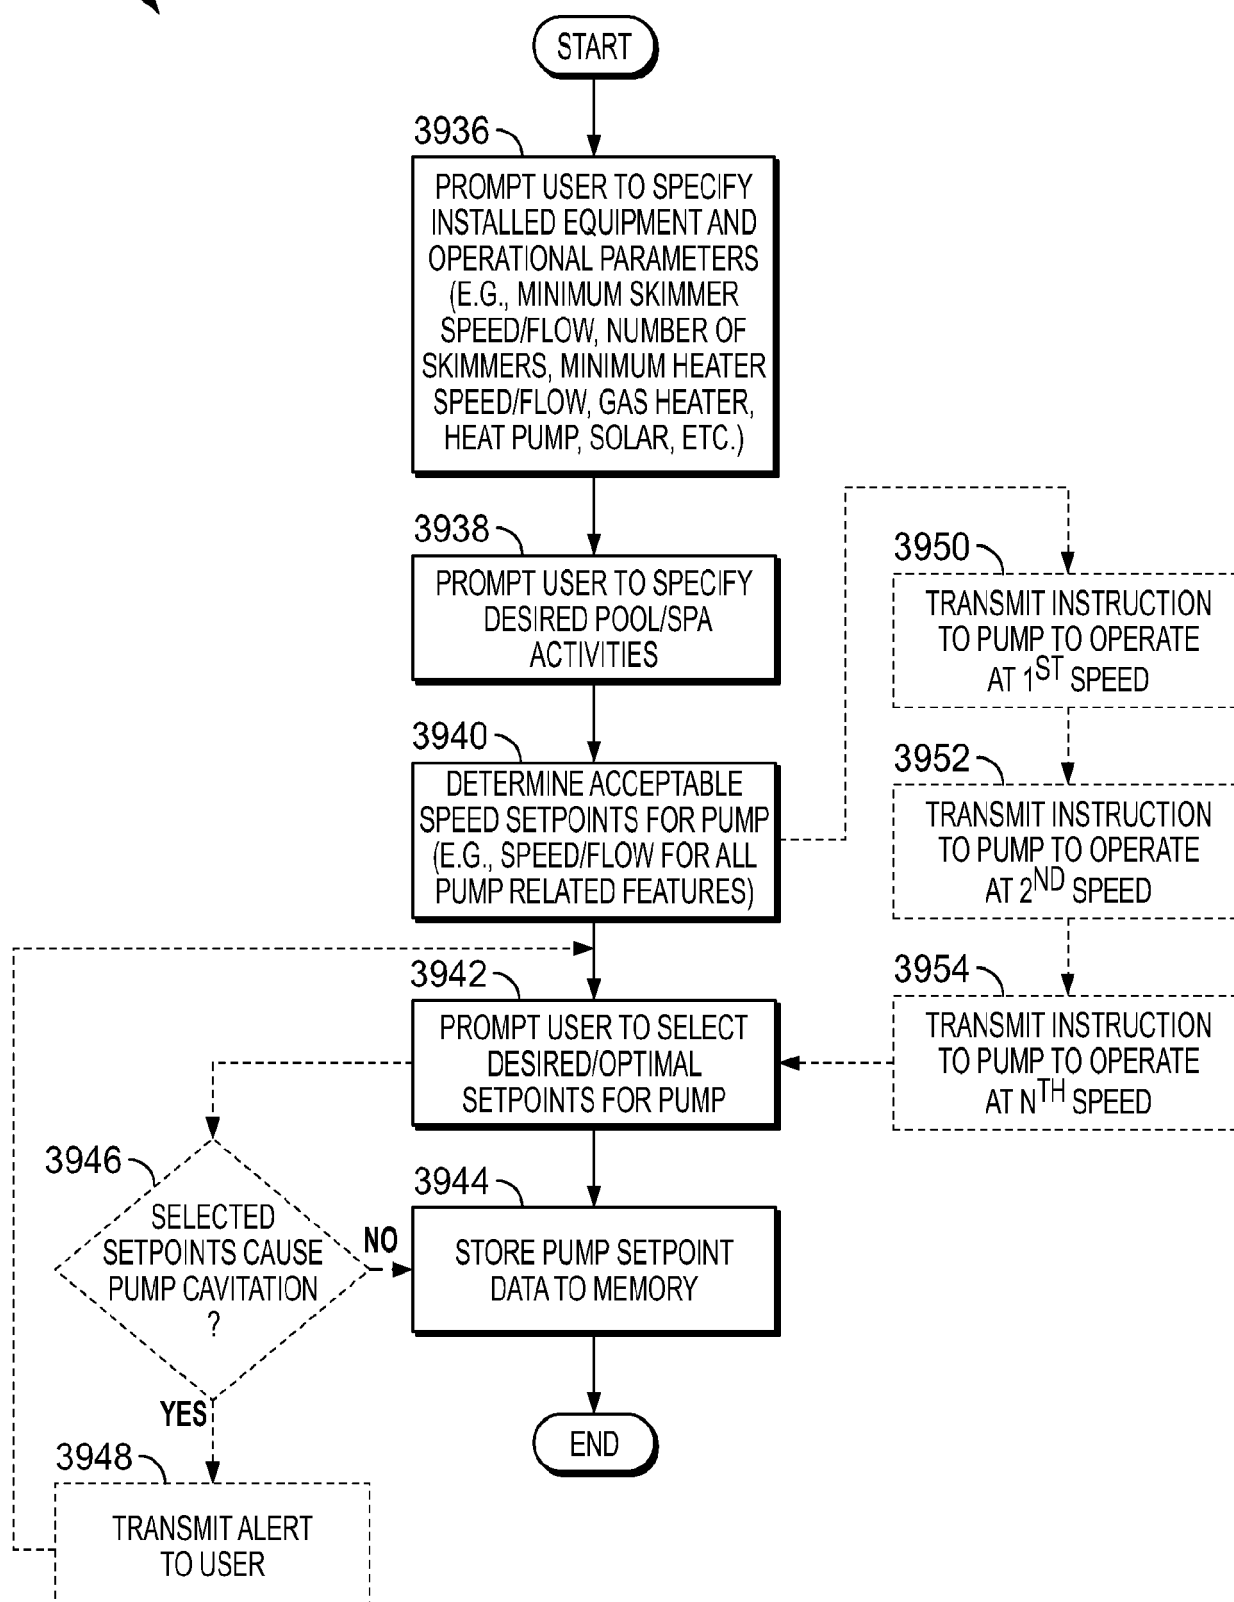 START
3936
PROMPT USER TO SPECIFY
INSTALLED EQUIPMENT AND
OPERATIONAL PARAMETERS
(E.G., MINIMUM SKIMMER
SPEED/FLOW, NUMBER OF
SKIMMERS, MINIMUM HEATER
SPEED/FLOW, GAS HEATER,
HEAT PUMP, SOLAR, ETC.)
3938
PROMPT USER TO SPECIFY
DESIRED POOL/SPA
ACTIVITIES
3940
DETERMINE ACCEPTABLE
SPEED SETPOINTS FOR PUMP
(E.G., SPEED/FLOW FOR ALL
PUMP RELATED FEATURES)
3950
TRANSMIT INSTRUCTION
TO PUMP TO OPERATE
AT 1ST SPEED
3952
TRANSMIT INSTRUCTION
TO PUMP TO OPERATE
AT 2ND SPEED
3954
TRANSMIT INSTRUCTION
TO PUMP TO OPERATE
AT NTH SPEED
3942
PROMPT USER TO SELECT
DESIRED/OPTIMAL
SETPOINTS FOR PUMP
3946
SELECTED
SETPOINTS CAUSE
PUMP CAVITATION
?
NO
YES
3944
STORE PUMP SETPOINT
DATA TO MEMORY
3948
TRANSMIT ALERT
TO USER
END